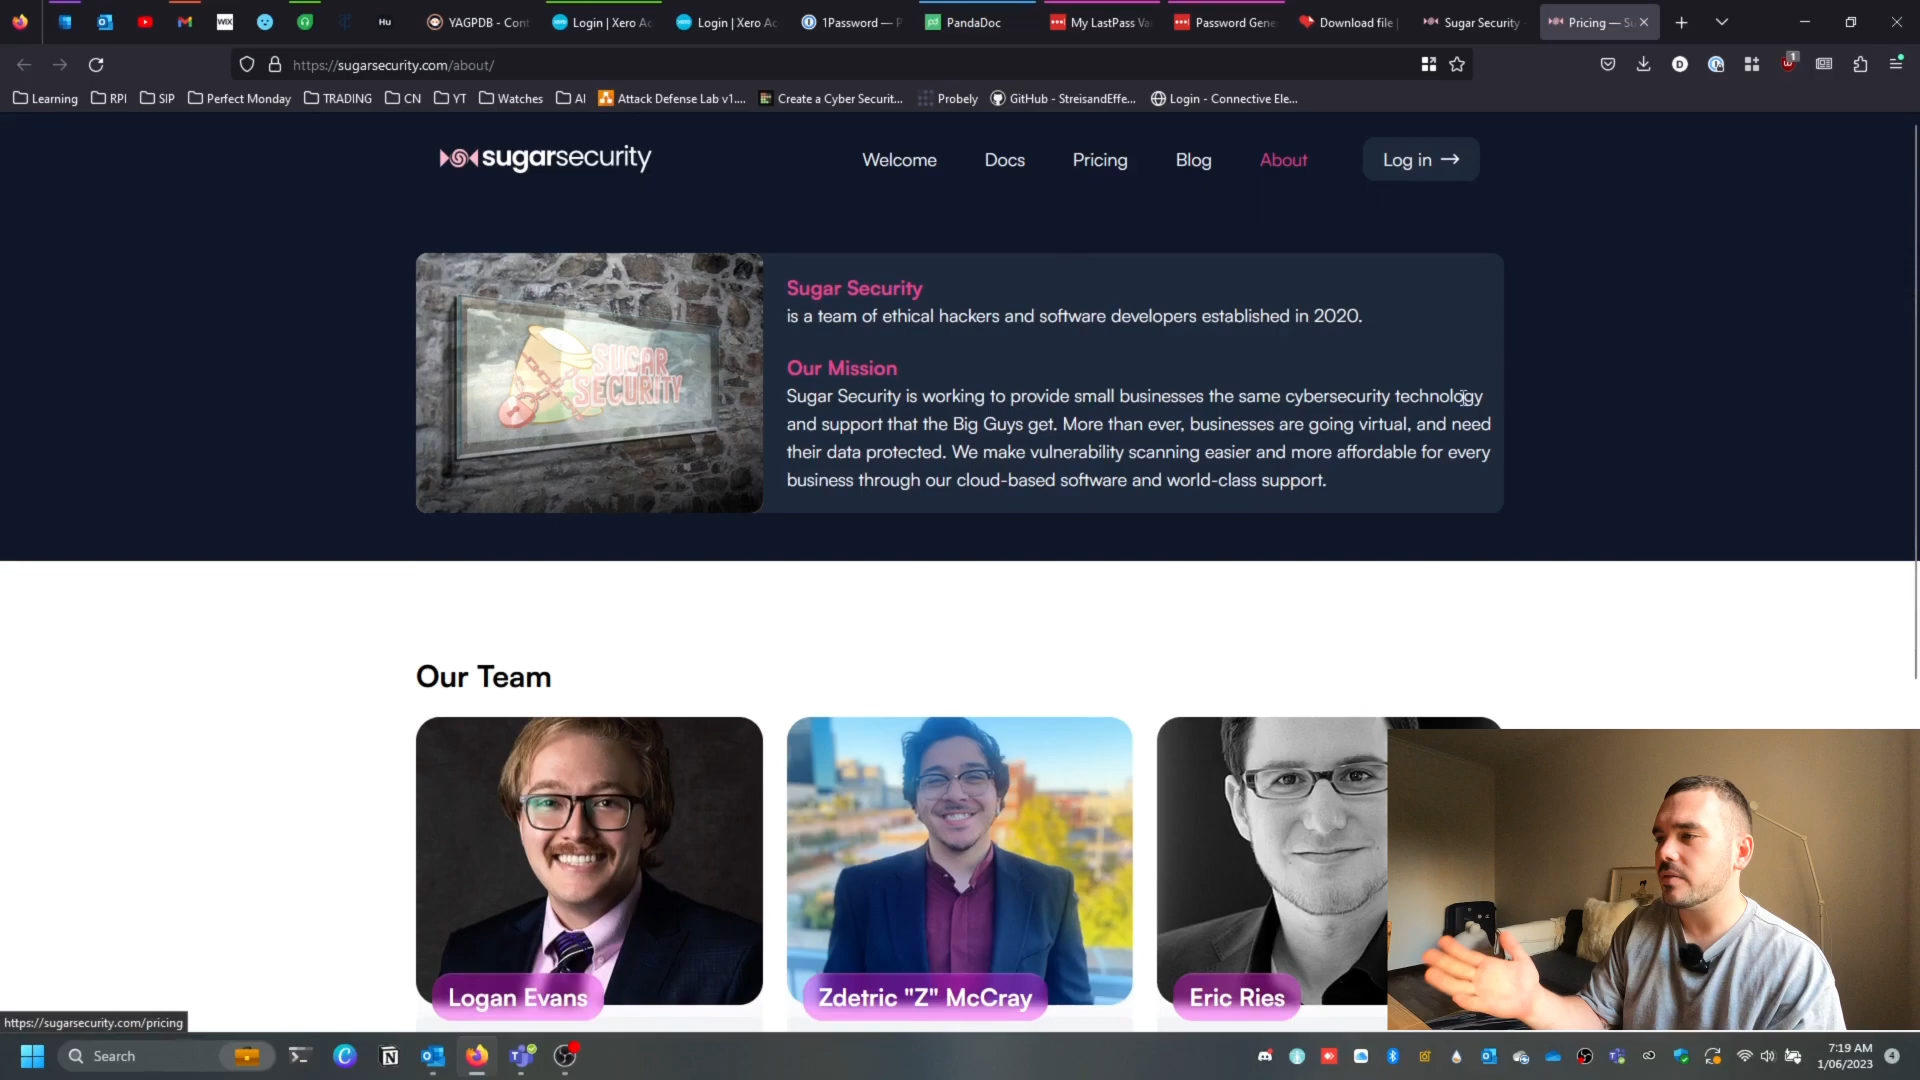 Hu
YAGPDB - Cont
Login | Xero Ac
Login | Xero Ac
1Password — P
PandaDoc
My LastPass Va
Password Gene
Download file |
Sugar Security -
Pricing — Su
https://sugarsecurity.com/about/
1
Learning
RPI
SIP
Perfect Monday
TRADING
CN
YT
Watches
AI
Attack Defense Lab v1....
Create a Cyber Securit...
Probely
GitHub - StreisandEffe...
Login - Connective Ele...
sugarsecurity
Welcome
Docs
Pricing
Blog
About
Log in →
SUGAR
SECURITY
Sugar Security
is a team of ethical hackers and software developers established in 2020.
Our Mission
Sugar Security is working to provide small businesses the same cybersecurity technology
and support that the Big Guys get. More than ever, businesses are going virtual, and need
their data protected. We make vulnerability scanning easier and more affordable for every
business through our cloud-based software and world-class support.
Our Team
Logan Evans
Zdetric "Z" McCray
Eric Ries
https://sugarsecurity.com/pricing
Search
7:19 AM
1/06/2023
4